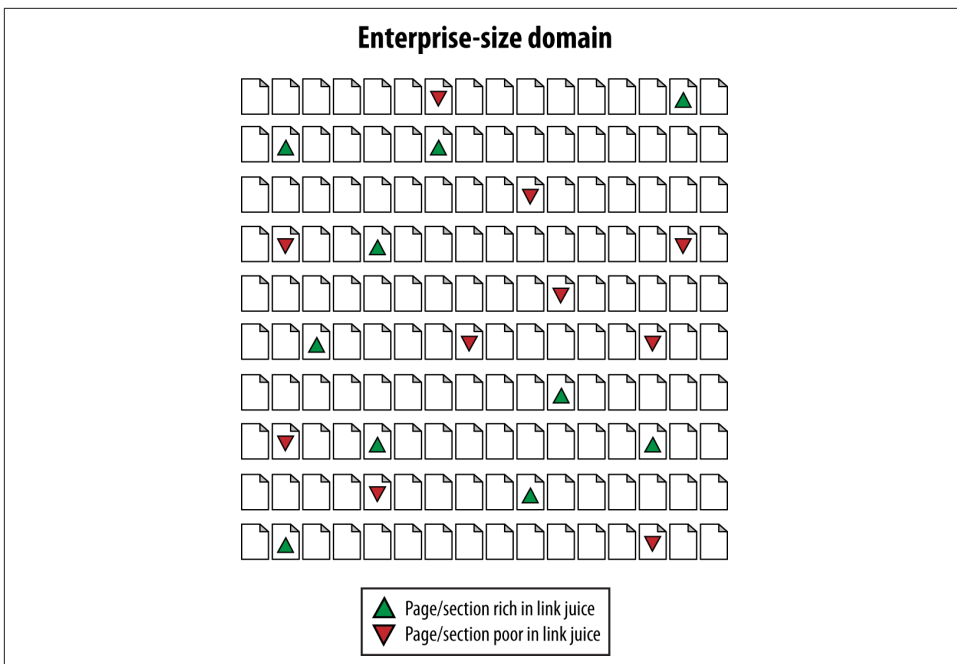 Enterprise-size domain
Page/section rich in link juice
Page/section poor in link juice